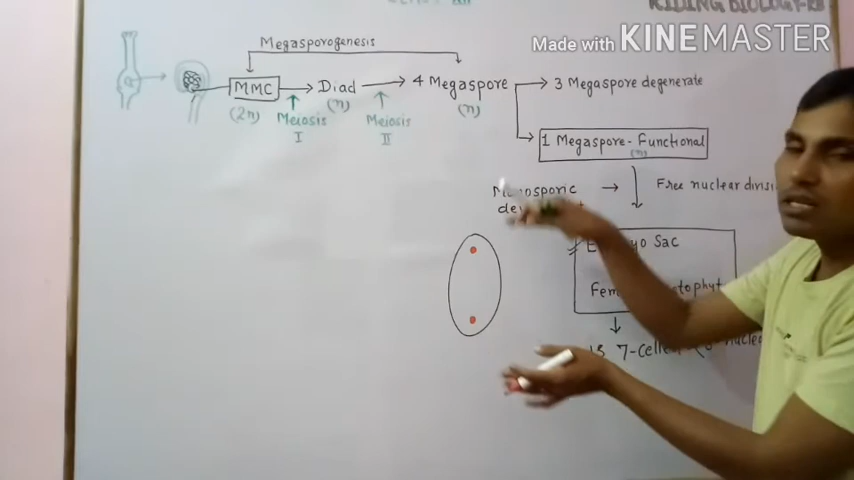 Made with KINEMASTER
Megasporogenesis
MMC → Diad → 4 Megaspore → 3 Megaspore degenerate
(2n) (n) (n)
Meiosis Meiosis
I II
1 Megaspore - Functional
(n)
→ Free nuclear
Sac
is 7-celled